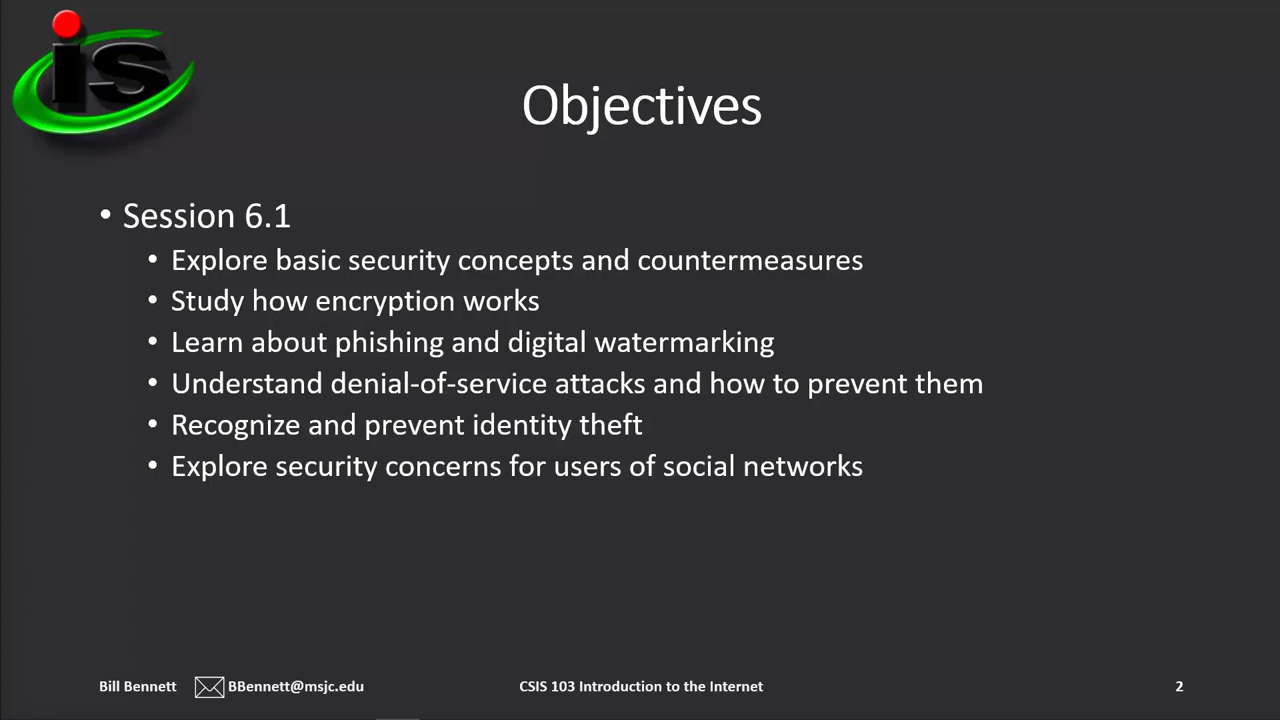 is
Objectives
• Session 6.1
• Explore basic security concepts and countermeasures
• Study how encryption works
• Learn about phishing and digital watermarking
• Understand denial-of-service attacks and how to prevent them
• Recognize and prevent identity theft
• Explore security concerns for users of social networks
Bill Bennett BBennett@msjc.edu CSIS 103 Introduction to the Internet 2